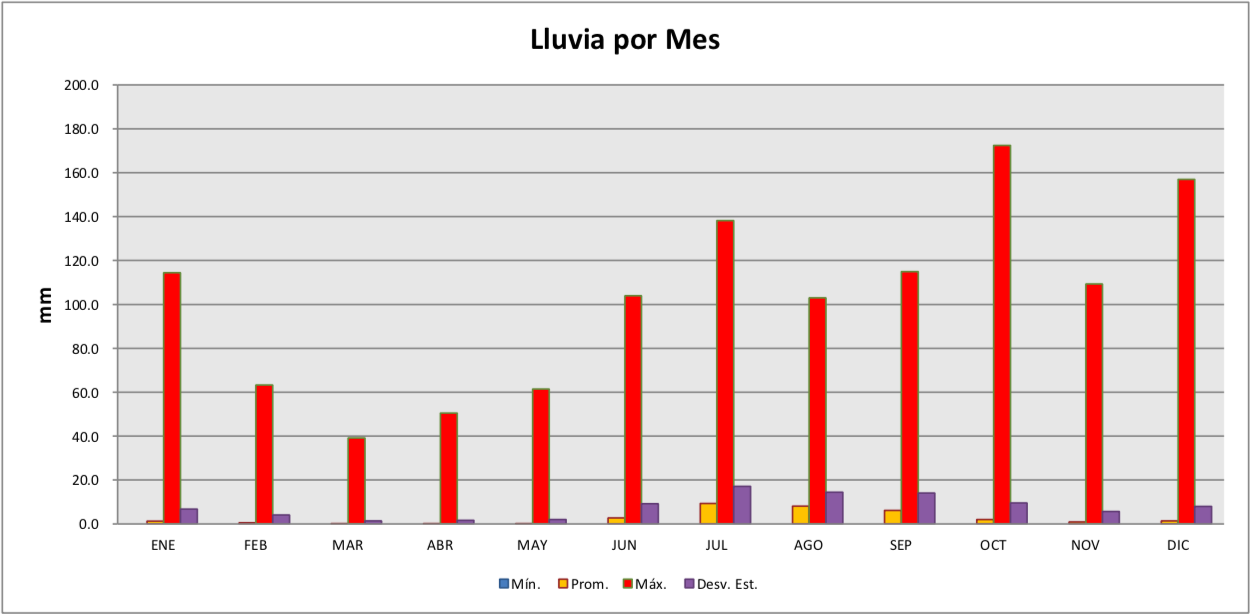 Lluvia por Mes
mm
200.0
180.0
160.0
140.0
120.0
100.0
80.0
60.0
40.0
20.0
0.0
ENE FEB MAR ABR MAY JUN JUL AGO SEP OCT NOV DIC
Mín. Prom. Máx. Desv. Est.